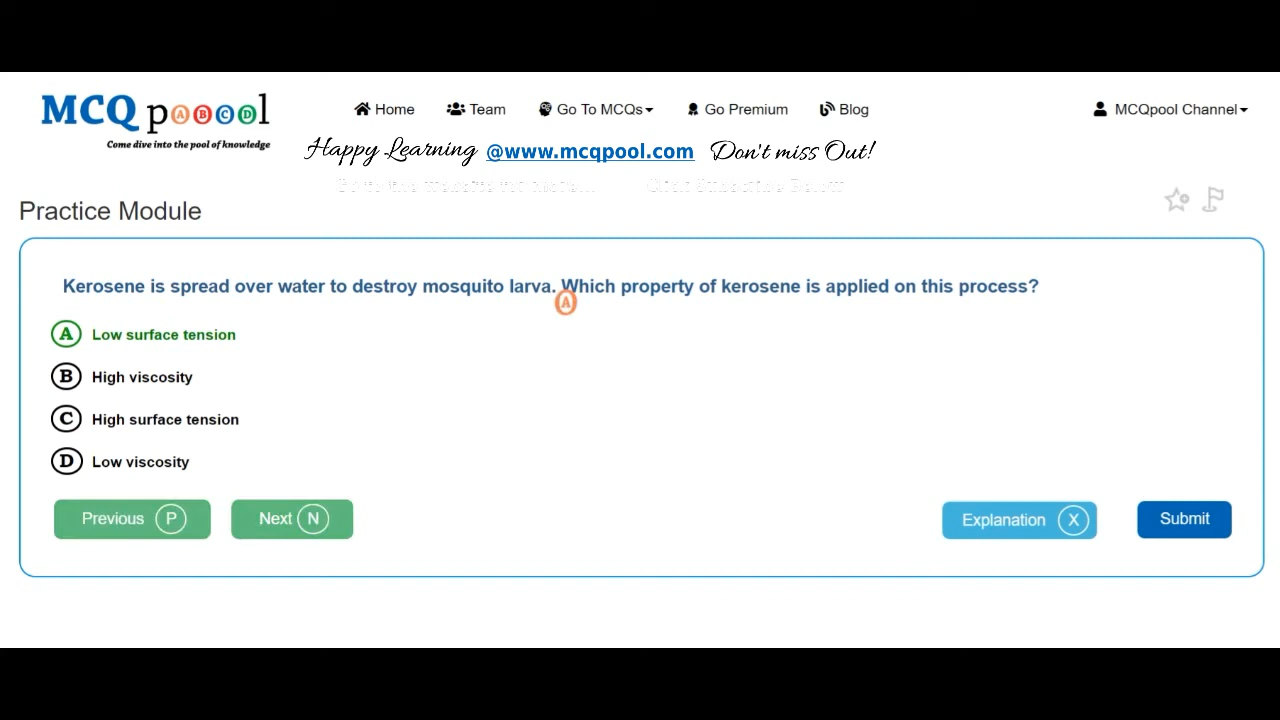 MCQ pooool
Come dive into the pool of knowledge
Home Team Go To MCQs Go Premium Blog MCQpool Channel
Happy Learning @www.mcqpool.com Don't miss Out!
Practice Module
Kerosene is spread over water to destroy mosquito larva. Which property of kerosene is applied on this process?
A
A Low surface tension
B High viscosity
C High surface tension
D Low viscosity
Previous P Next N Explanation X Submit